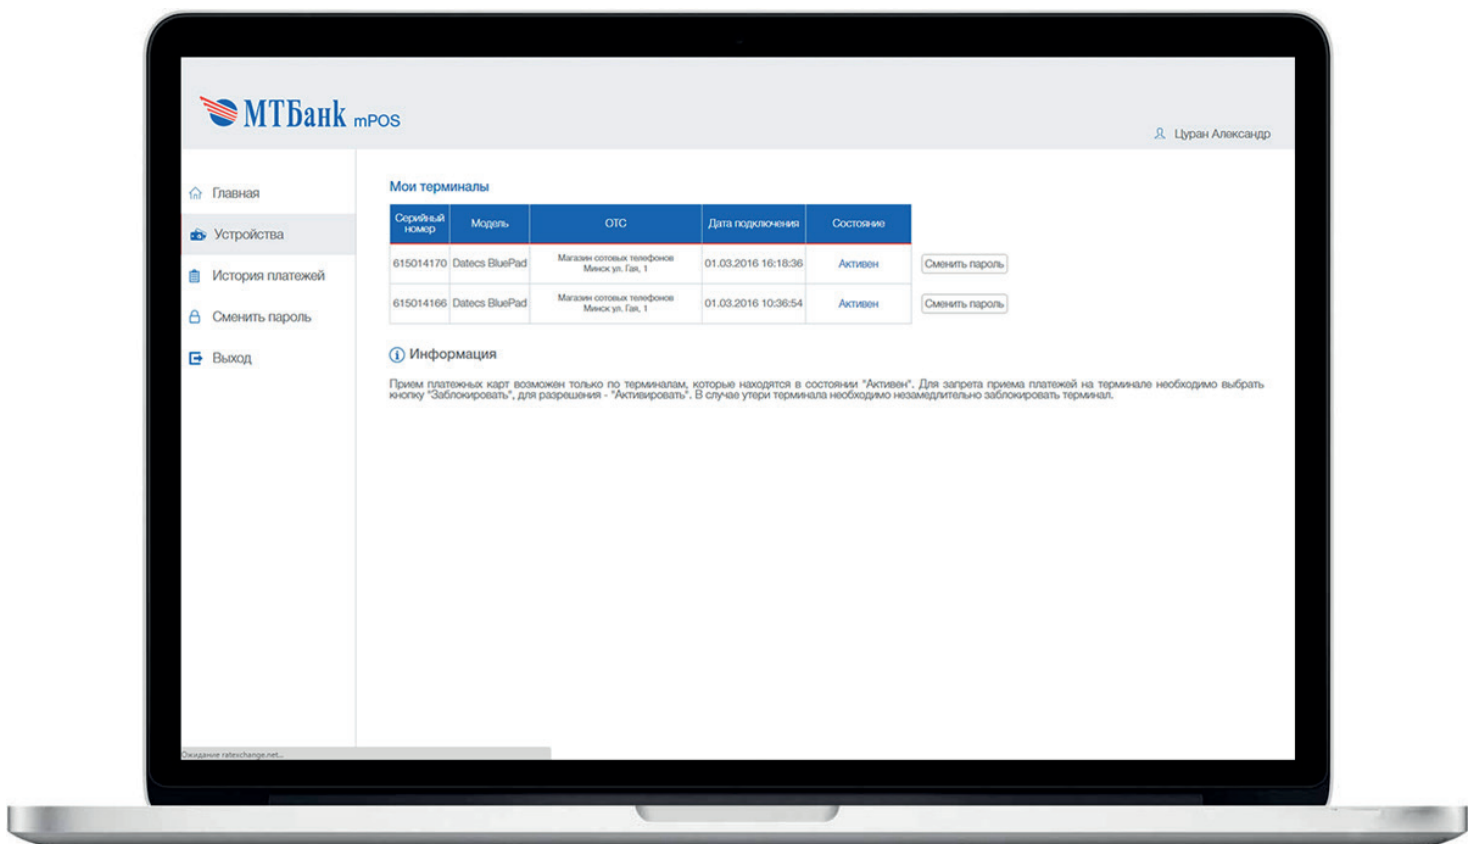 МТБанк mPOS
Цуран Александр
Главная
Устройства
История платежей
Сменить пароль
Выход
Мои терминалы
Серийный номер Модель ОТС Дата подключения Состояние
615014170 Datecs BluePad Магазин сотовых телефонов Минск ул. Гая, 1 01.03.2016 16:18:36 Активен Сменить пароль
615014166 Datecs BluePad Магазин сотовых телефонов Минск ул. Гая, 1 01.03.2016 10:36:54 Активен Сменить пароль
Информация
Прием платежных карт возможен только по терминалам, которые находятся в состоянии "Активен". Для запрета приема платежей на терминале необходимо выбрать
кнопку "Заблокировать", для разрешения - "Активировать". В случае утери терминала необходимо незамедлительно заблокировать терминал.
Ожидание ratexchange.net...